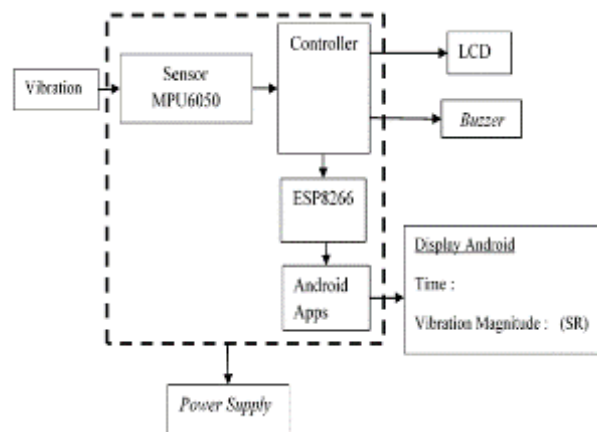 Vibration
Sensor
MPU6050
Controller
LCD
Buzzer
ESP8266
Android
Apps
Display Android
Time :
Vibration Magnitude : (SR)
Power Supply